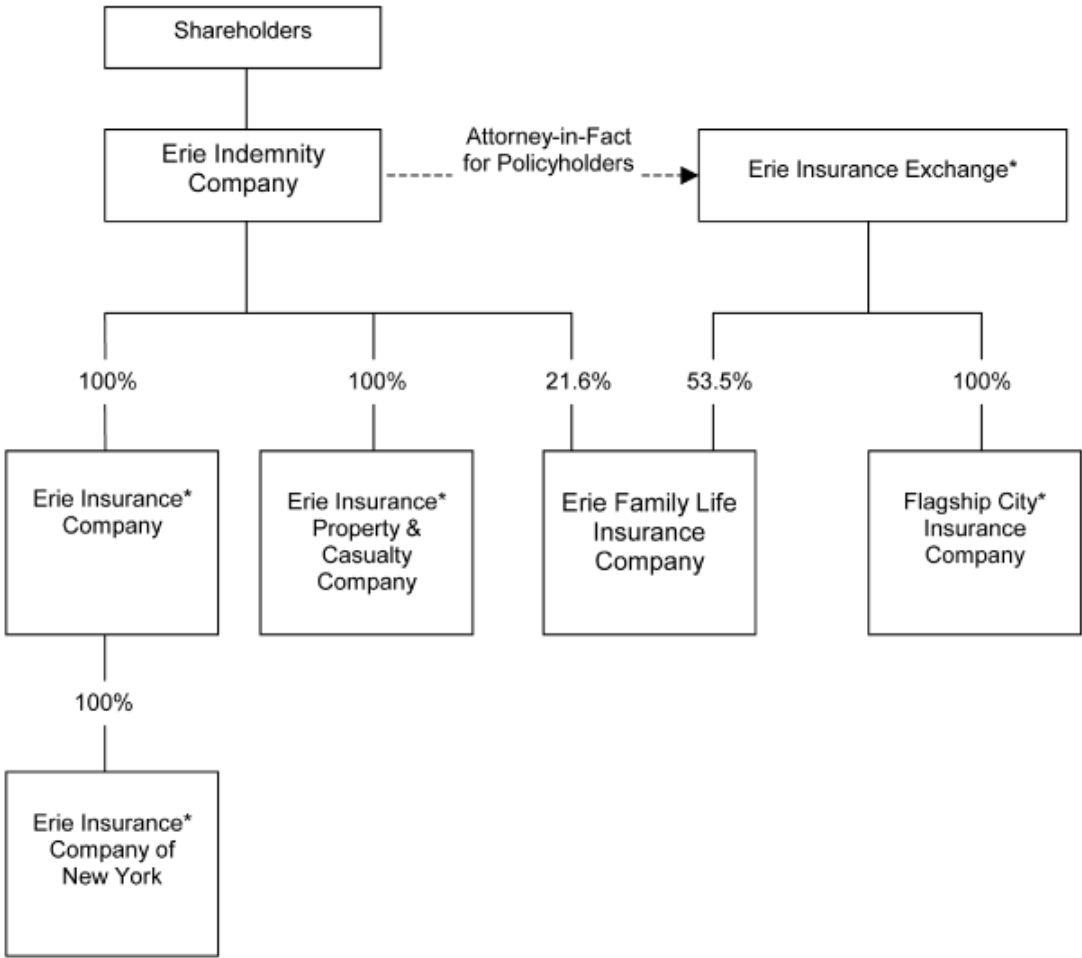 Shareholders
Erie Indemnity
Company
Attorney-in-Fact
for Policyholders
Erie Insurance Exchange*
100%
100%
21.6%
53.5%
100%
Erie Insurance*
Company
Erie Insurance*
Property &
Casualty
Company
Erie Family Life
Insurance
Company
Flagship City*
Insurance
Company
100%
Erie Insurance*
Company of
New York